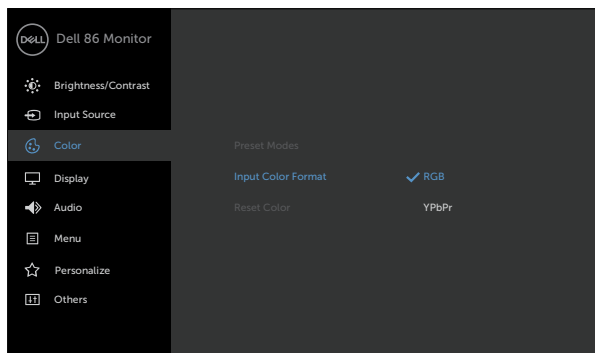 DELL Dell 86 Monitor
Brightness/Contrast
Input Source
Color
Preset Modes
Display
Input Color Format RGB
Audio
Reset Color YPbPr
Menu
Personalize
Others